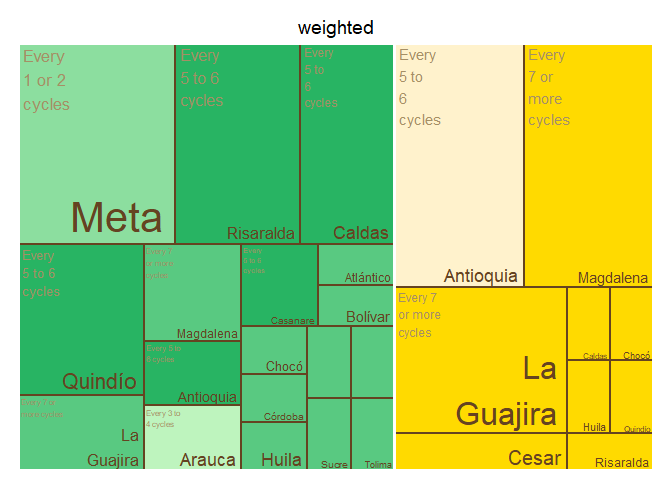 weighted
Every
1 or 2
cycles
Meta
Every
5 to 6
cycles
Risaralda
Every
5 to
6
cycles
Caldas
Every
5 to
6
cycles
Antioquia
Every
7 or
more
cycles
Magdalena
Every
5 to 6
cycles
Quindío
Every 7
or more
cycles
Magdalena
Every
5 to 6
cycles
Casanare
Atlántico
Bolívar
Every 5 to
6 cycles
Antioquia
Chocó
Córdoba
Huila
Sucre
Tolima
Every 7 or
more cycles
La
Guajira
Every 3 to
4 cycles
Arauca
Every 7
or more
cycles
La
Guajira
Caldas
Chocó
Huila
Quindío
Cesar
Risaralda